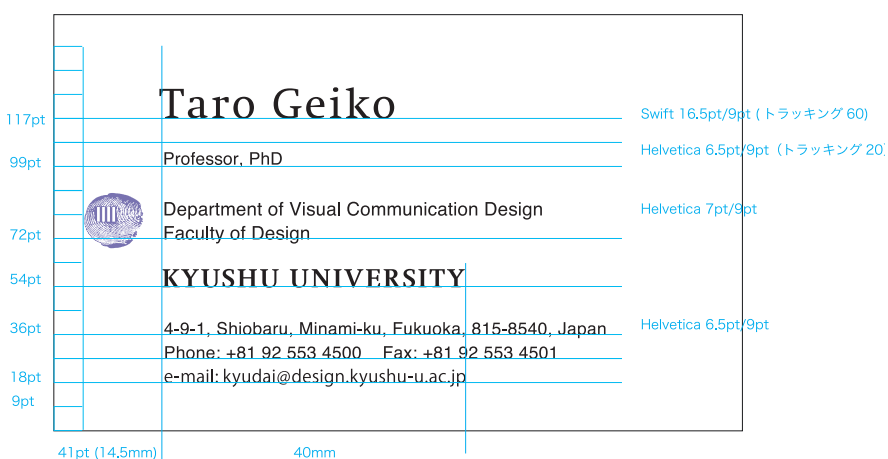 Taro Geiko
117pt
Swift 16.5pt/9pt (トラッキング 60)
Professor, PhD
99pt
Helvetica 6.5pt/9pt（トラッキング 20）
Department of Visual Communication Design
Helvetica 7pt/9pt
Faculty of Design
72pt
KYUSHU UNIVERSITY
54pt
4-9-1, Shiobaru, Minami-ku, Fukuoka, 815-8540, Japan
36pt
Helvetica 6.5pt/9pt
Phone: +81 92 553 4500 Fax: +81 92 553 4501
e-mail: kyudai@design.kyushu-u.ac.jp
18pt
9pt
41pt (14.5mm)
40mm